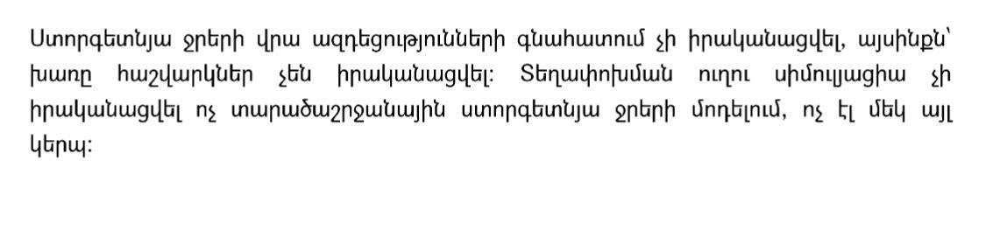 Ստորգետնյա ջրերի վրա ազդեցությունների գնահատում չի իրականացվել, այսինքն՝
խառը հաշվարկներ չեն իրականացվել: Տեղափոխման ուղու սիմուլյացիա չի
իրականացվել ոչ տարածաշրջանային ստորգետնյա ջրերի մոդելում, ոչ էլ մեկ այլ
կերպ: